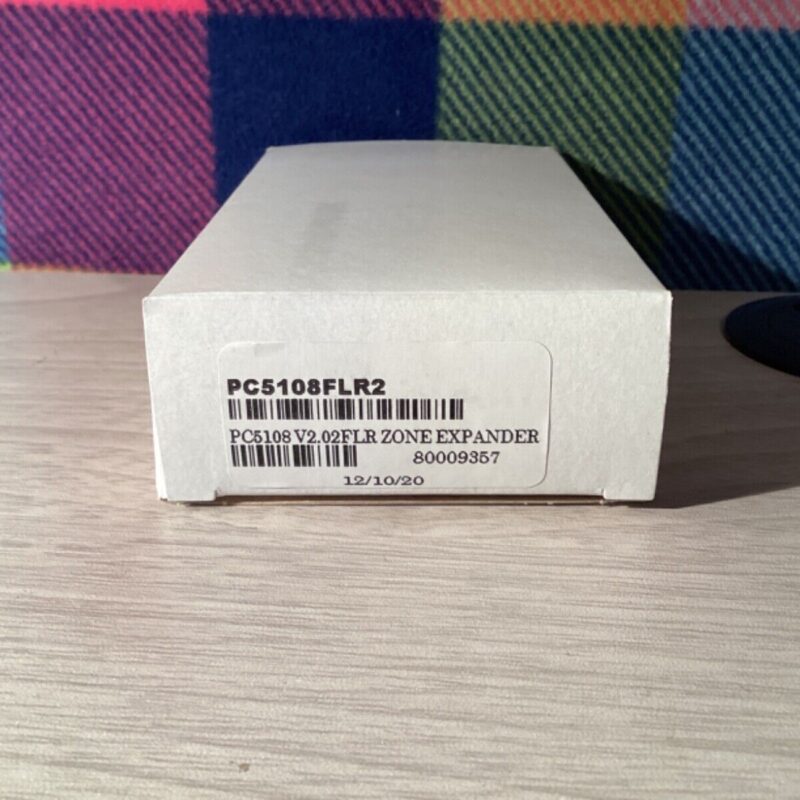 PC5108FLR2
PC5108 V2.02FLR ZONE EXPANDER
80009357
12/10/20